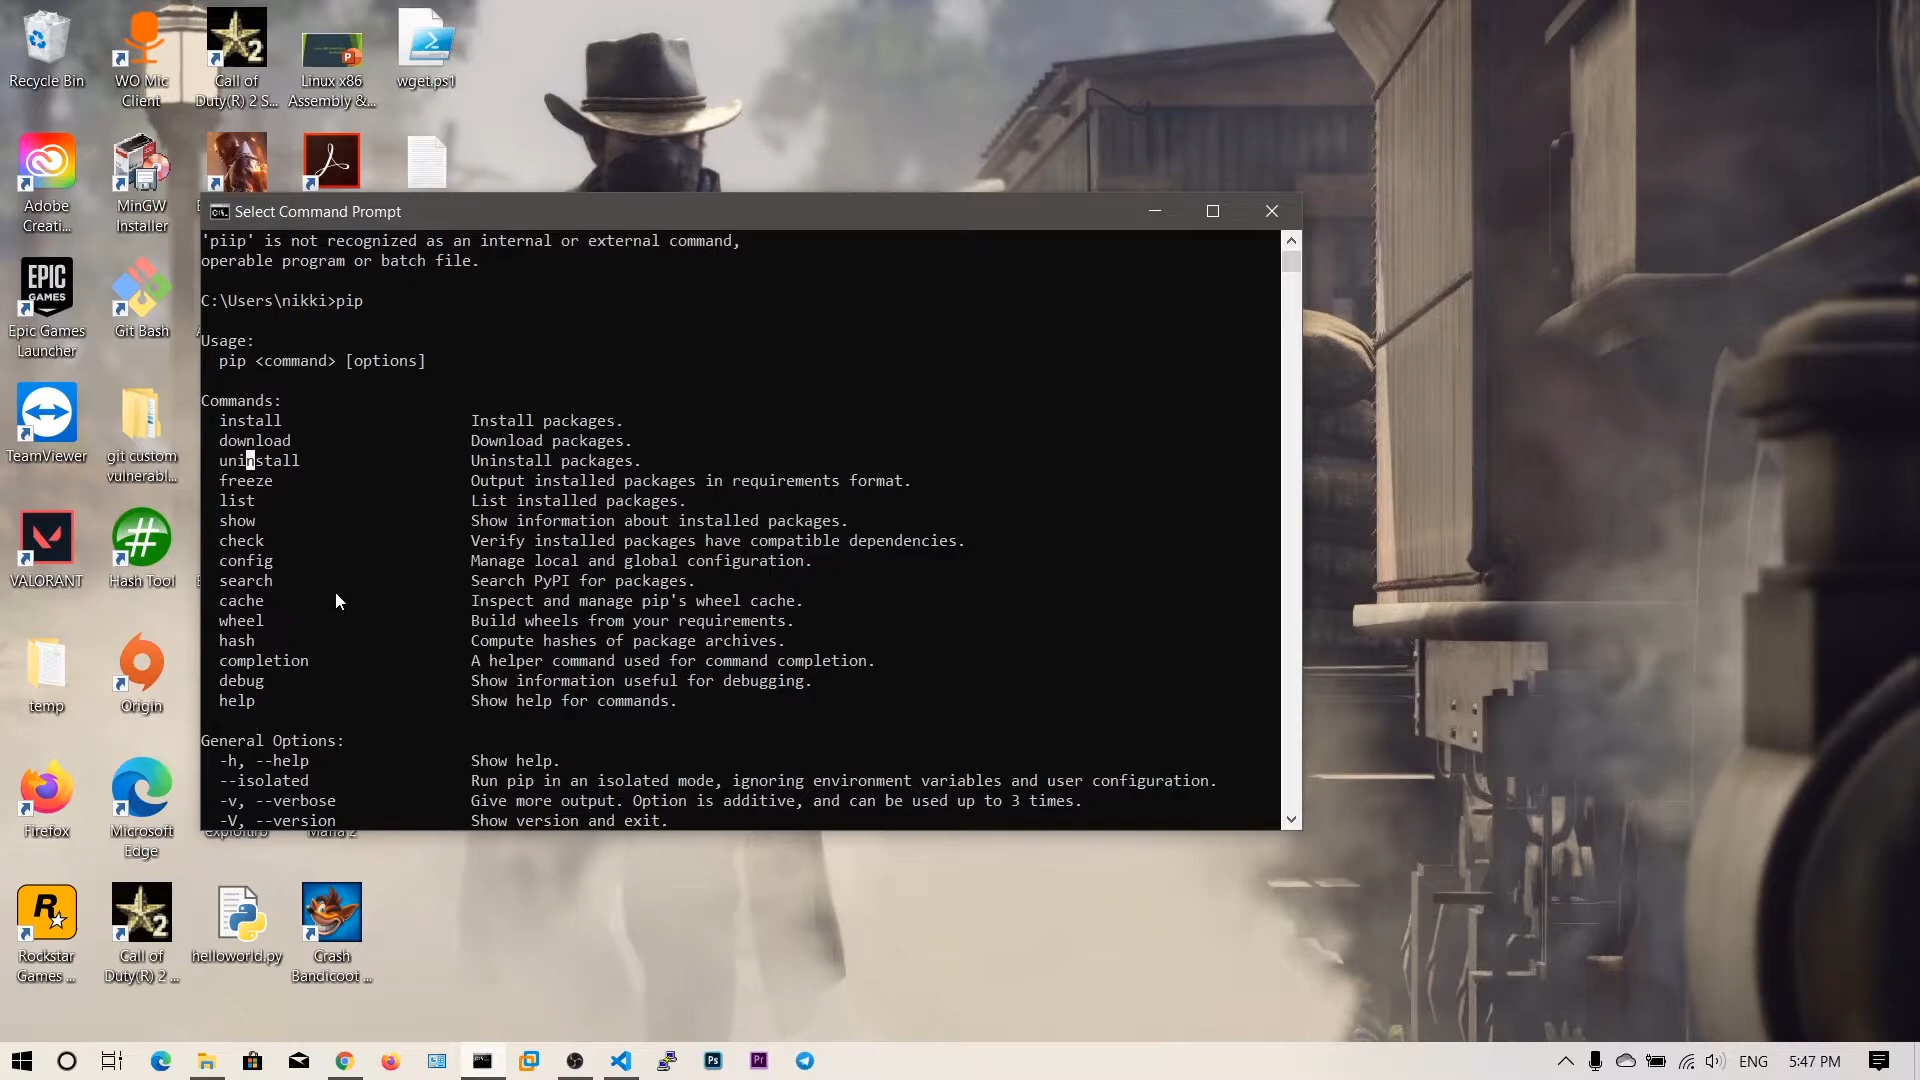 Recycle Bin
WO Mic
Client
Call of
Duty(R) 2 S...
2
Linux x86
Assembly &...
wget.ps1
Adobe
Creati...
MinGW
Installer
EPIC
GAMES
Epic Games
Launcher
Git Bash
TeamViewer
git custom
vulnerabl...
VALORANT
Hash Tool
temp
Origin
Firefox
Microsoft
Edge
Rockstar
Games ...
Call of
Duty(R) 2 ...
2
helloworld.py
Crash
Bandicoot ...
Select Command Prompt
'piip' is not recognized as an internal or external command,
operable program or batch file.
C:\Users\nikki>pip
Usage:
pip <command> [options]
Commands:
install Install packages.
download Download packages.
uninstall Uninstall packages.
freeze Output installed packages in requirements format.
list List installed packages.
show Show information about installed packages.
check Verify installed packages have compatible dependencies.
config Manage local and global configuration.
search Search PyPI for packages.
cache Inspect and manage pip's wheel cache.
wheel Build wheels from your requirements.
hash Compute hashes of package archives.
completion A helper command used for command completion.
debug Show information useful for debugging.
help Show help for commands.
General Options:
-h, --help Show help.
--isolated Run pip in an isolated mode, ignoring environment variables and user configuration.
-v, --verbose Give more output. Option is additive, and can be used up to 3 times.
-V, --version Show version and exit.
Ps
Pr
ENG
5:47 PM